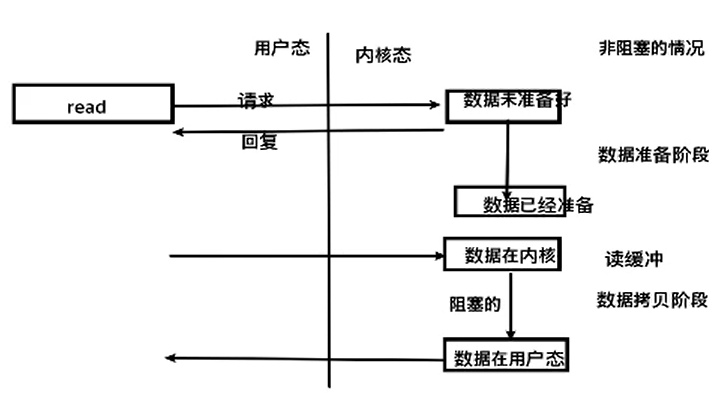 用户态
内核态
非阻塞的情况
read
请求
数据未准备好
回复
数据准备阶段
数据已经准备
数据在内核
读缓冲
阻塞的
数据拷贝阶段
数据在用户态